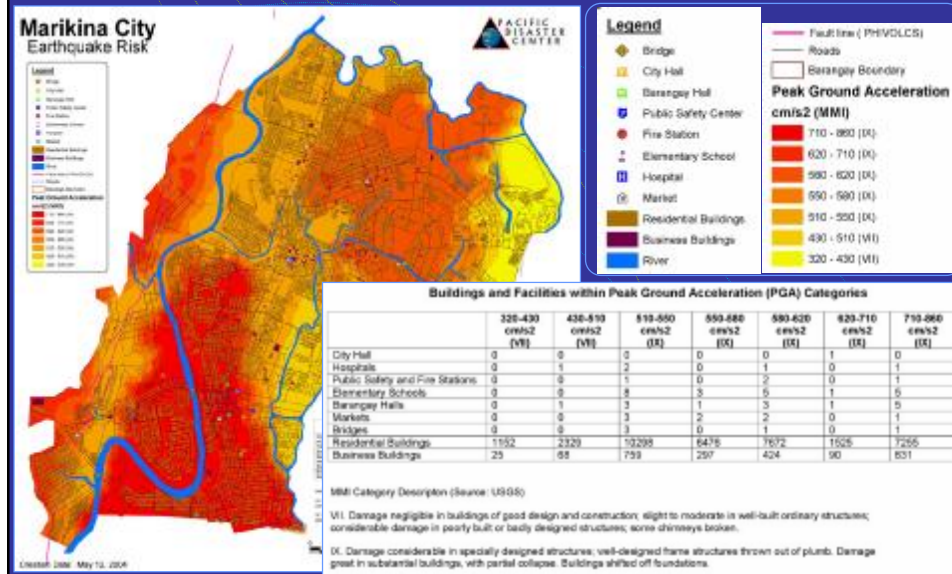 Marikina City
Earthquake Risk
PACIFIC
DISASTER
CENTER
Legend
Bridge
City Hall
Barangay Hall
Public Safety Center
Fire Station
Elementary School
Hospital
Market
Residential Buildings
Business Buildings
River
Fault line ( PHIVOLCS)
Roads
Barangay Boundary
Peak Ground Acceleration
cm/s2 (MMI)
710 - 860 (IX)
620 - 710 (IX)
580 - 620 (IX)
550 - 580 (IX)
510 - 550 (IX)
430 - 510 (VII)
320 - 430 (VII)
Legend
Buildings and Facilities within Peak Ground Acceleration (PGA) Categories
320-430 cm/s2 (VII) 430-510 cm/s2 (VII) 510-550 cm/s2 (IX) 550-580 cm/s2 (IX) 580-620 cm/s2 (IX) 620-710 cm/s2 (IX) 710-860 cm/s2 (IX)
City Hall 0 0 0 0 0 1 0
Hospitals 0 1 2 0 1 0 1
Public Safety and Fire Stations 0 0 1 0 2 0 1
Elementary Schools 0 0 8 3 5 1 5
Barangay Halls 0 1 3 1 3 1 5
Markets 0 0 3 2 2 0 1
Bridges 0 0 3 0 1 0 1
Residential Buildings 1152 2329 10298 6476 7672 1525 7255
Business Buildings 25 68 759 297 424 90 631
MMI Category Description (Source: USGS)
VII. Damage negligible in buildings of good design and construction; slight to moderate in well-built ordinary structures;
considerable damage in poorly built or badly designed structures; some chimneys broken.
IX. Damage considerable in specially designed structures; well-designed frame structures thrown out of plumb. Damage
great in substantial buildings, with partial collapse. Buildings shifted off foundations.
Created Date: May 12, 2004